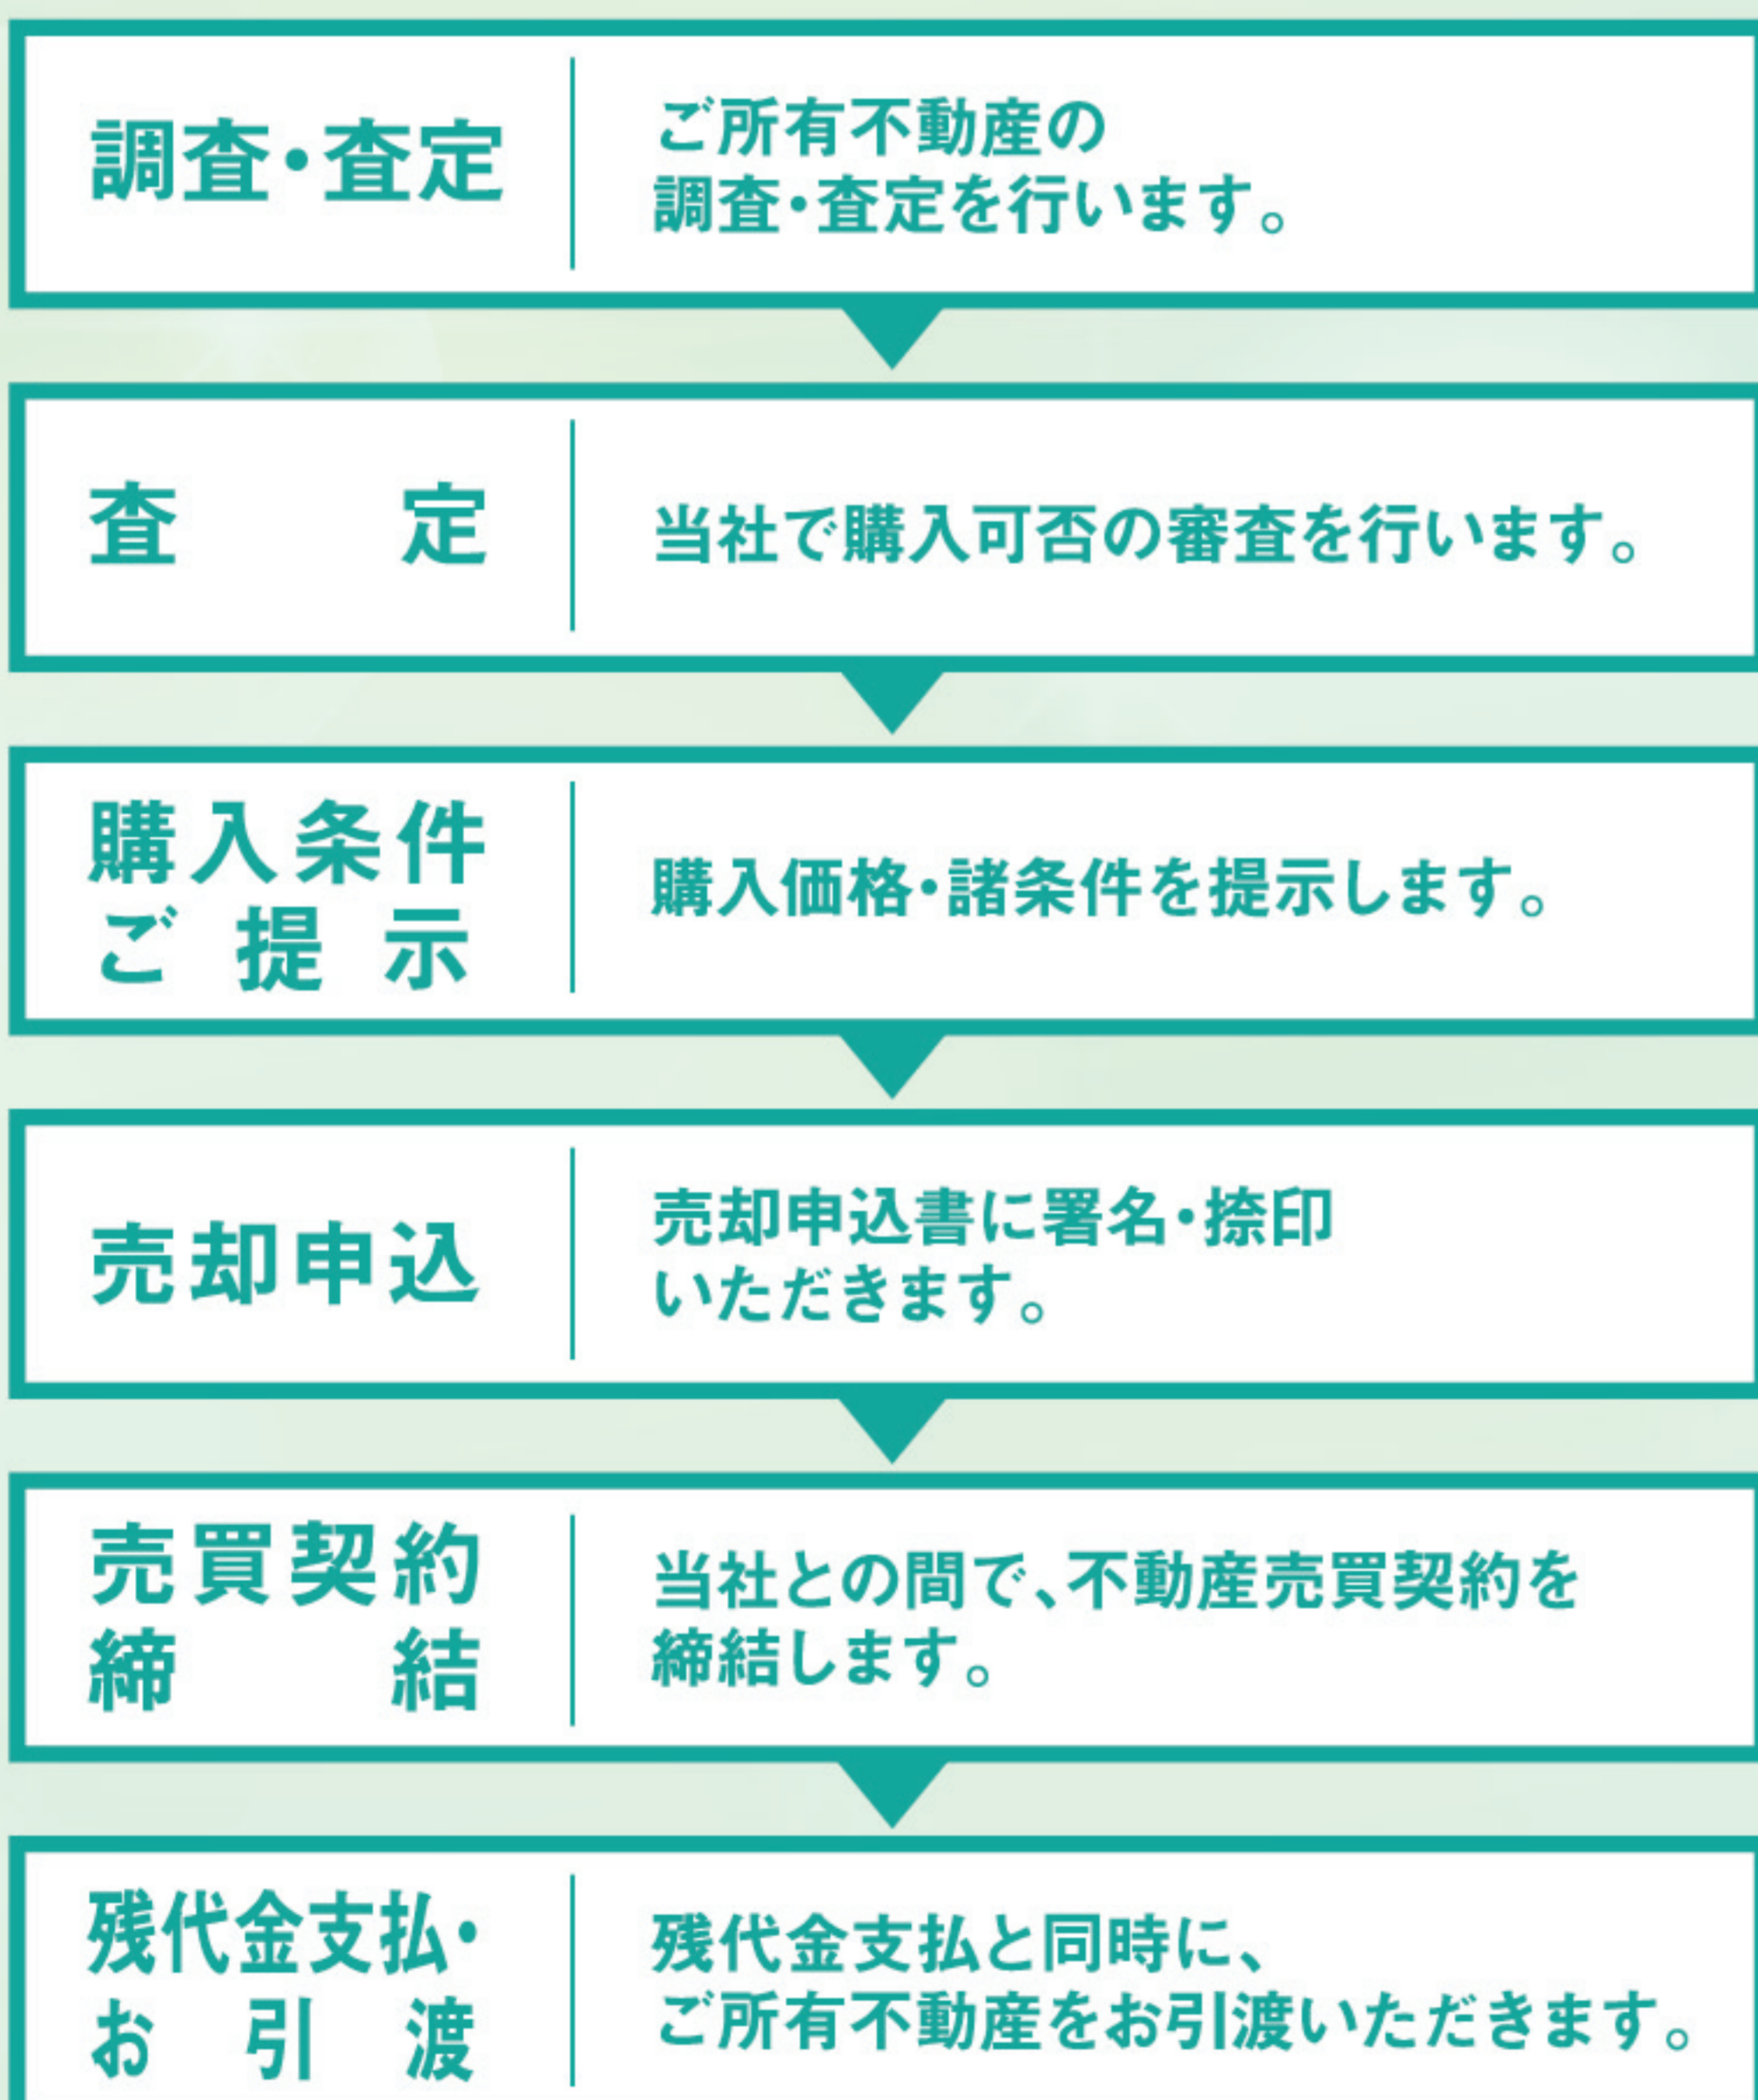 調査・査定
ご所有不動産の
調査・査定を行います。
査定
当社で購入可否の審査を行います。
購入条件
ご提示
購入価格・諸条件を提示します。
売却申込
売却申込書に署名・捺印
いただきます。
売買契約
締結
当社との間で、不動産売買契約を
締結します。
残代金支払・
お引渡
残代金支払と同時に、
ご所有不動産をお引渡いただきます。